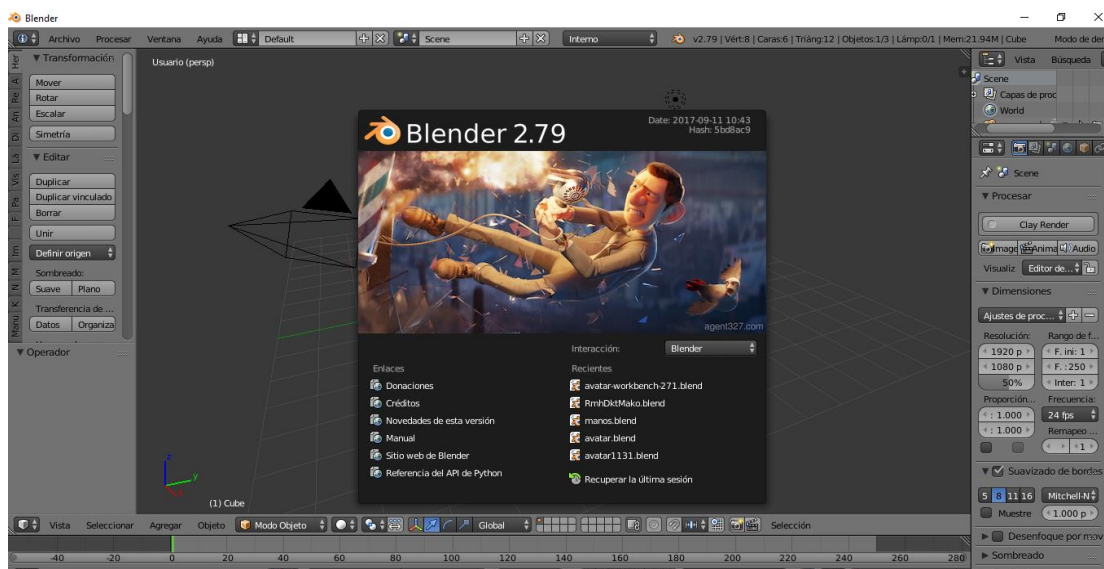 Blender
Archivo Procesar Ventana Ayuda Default Scene Interno v2.79 | Vért:8 | Caras:6 | Triáng:12 | Objetos:1/3 | Lámp:0/1 | Mem:21.94M | Cube Modo de der
Her
Transformación
Mover
Rotar
Escalar
Simetría
Editar
Duplicar
Duplicar vinculado
Borrar
Unir
Definir origen
Sombreado:
Suave Plano
Transferencia de ...
Datos Organiza
Operador
A
Re
An
Di
La
Vis
Pa
F
Im
M
N
K
Manu
Usuario (persp)
Blender 2.79
Date: 2017-09-11 10:43
Hash: 5bd8ac9
agent327.com
Interacción: Blender
Enlaces
Donaciones
Créditos
Novedades de esta versión
Manual
Sitio web de Blender
Referencia del API de Python
Recientes
avatar-workbench-271.blend
RmhDktMako.blend
manos.blend
avatar.blend
avatar1131.blend
Recuperar la última sesión
z
y
x
(1) Cube
Vista Búsqueda
Scene
Capas de proc
World
Scene
Procesar
Clay Render
Image Anima Audio
Visualiz Editor de...
Dimensiones
Ajustes de proc...
Resolución: Rango de f...
1920 p F. ini: 1
1080 p F. :250
50% Inter: 1
Proporción... Frecuencia:
: 1.000 24 fps
: 1.000 Remapeo ...
1
Suavizado de bordes
5 8 11 16 Mitchell-N
Muestre 1.000 p
Desenfoque por mov
Sombreado
Vista Seleccionar Agregar Objeto Modo Objeto Global Selección
-40 -20 0 20 40 60 80 100 120 140 160 180 200 220 240 260 280